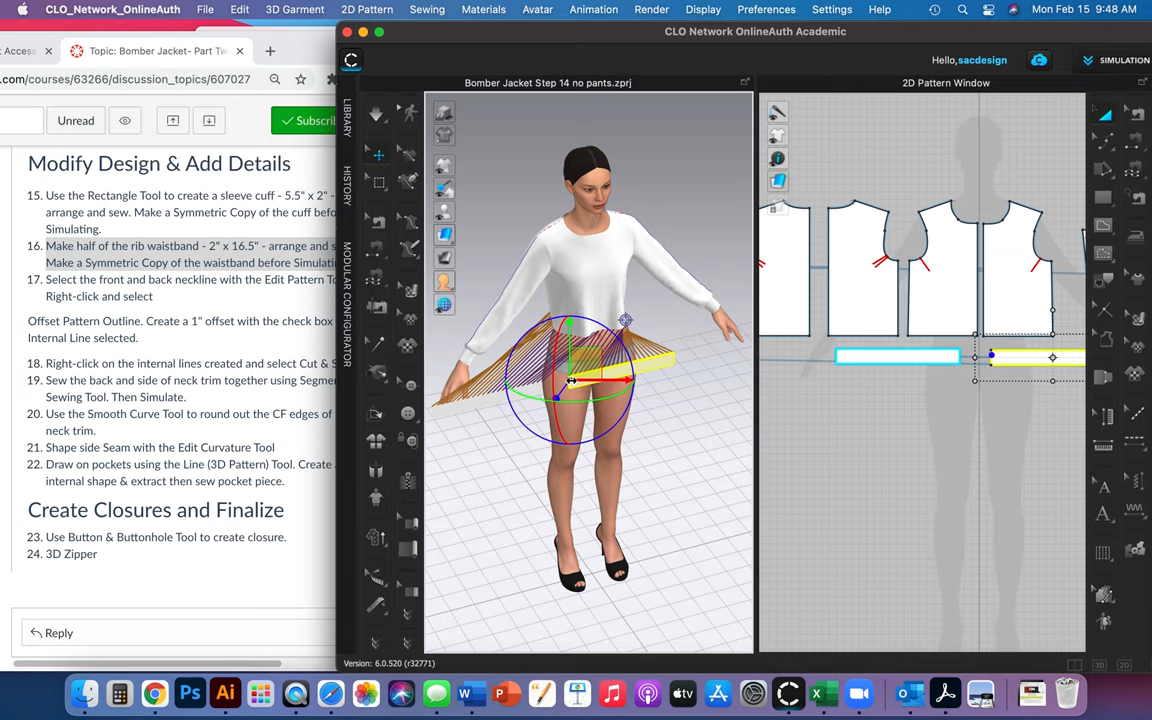 CLO_Network_OnlineAuth File Edit 3D Garment 2D Pattern Sewing Materials Avatar Animation Render Display Preferences Settings Help Mon Feb 15 9:48 AM
CLO Network OnlineAuth Academic
Topic: Bomber Jacket- Part Tw
.com/courses/63266/discussion_topics/607027
Hello, sacdesign
SIMULATION
Bomber Jacket Step 14 no pants.zprj
2D Pattern Window
Unread
Subscri
LIBRARY
HISTORY
MODULAR CONFIGURATOR
Modify Design & Add Details
15. Use the Rectangle Tool to create a sleeve cuff - 5.5" x 2" -
arrange and sew. Make a Symmetric Copy of the cuff befo
Simulating.
16. Make half of the rib waistband - 2" x 16.5" - arrange and s
Make a Symmetric Copy of the waistband before Simulati
17. Select the front and back neckline with the Edit Pattern To
Right-click and select
Offset Pattern Outline. Create a 1" offset with the check box
Internal Line selected.
18. Right-click on the internal lines created and select Cut & S
19. Sew the back and side of neck trim together using Segmen
Sewing Tool. Then Simulate.
20. Use the Smooth Curve Tool to round out the CF edges of
neck trim.
21. Shape side Seam with the Edit Curvature Tool
22. Draw on pockets using the Line (3D Pattern) Tool. Create
internal shape & extract then sew pocket piece.
Create Closures and Finalize
23. Use Button & Buttonhole Tool to create closure.
24. 3D Zipper
Reply
Version: 6.0.520 (r32771)
3D
2D